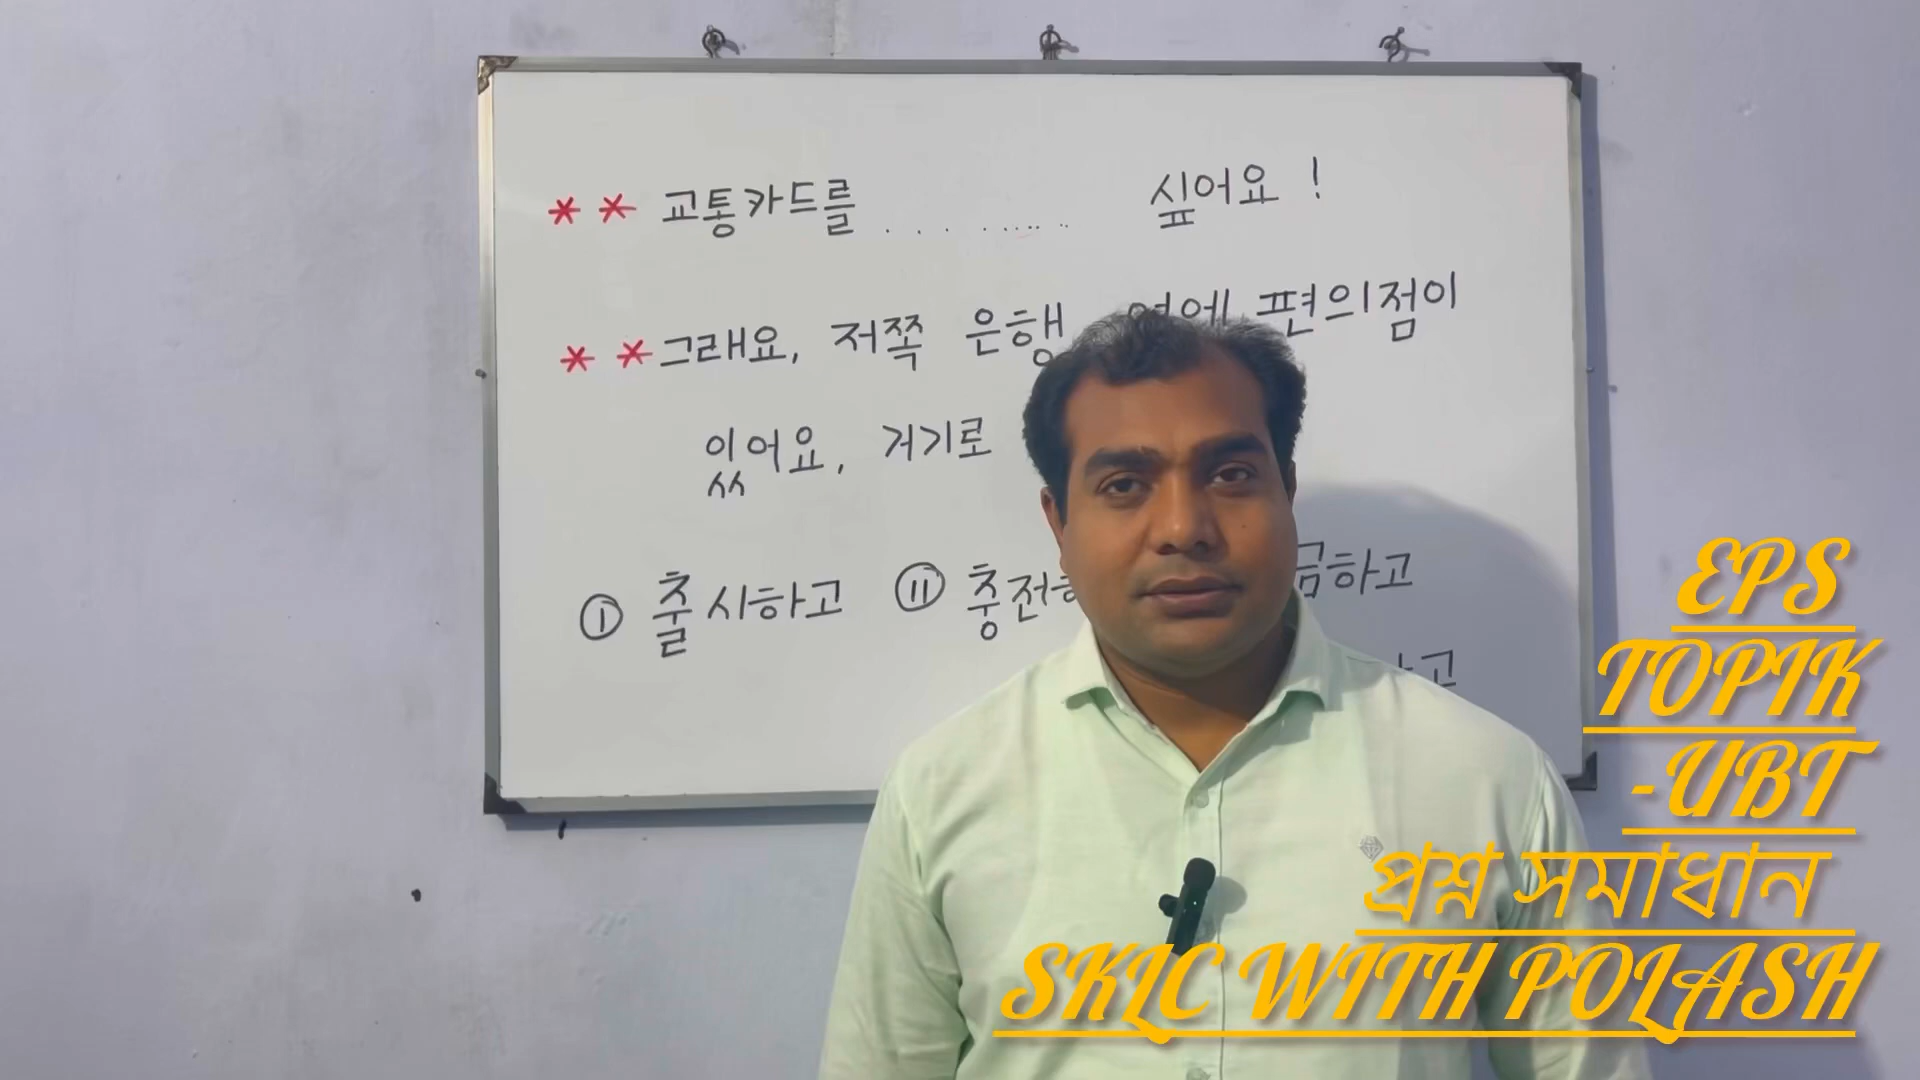 ** 교통카드를 ........... 싶어요 !
** 그래요, 저쪽 은행 옆에 편의점이
있어요, 거기로
① 출시하고 ⑪ 충전 금하고
고
EPS
TOPIK
-UBT
প্রশ্ন সমাধান
SKLC WITH POLASH